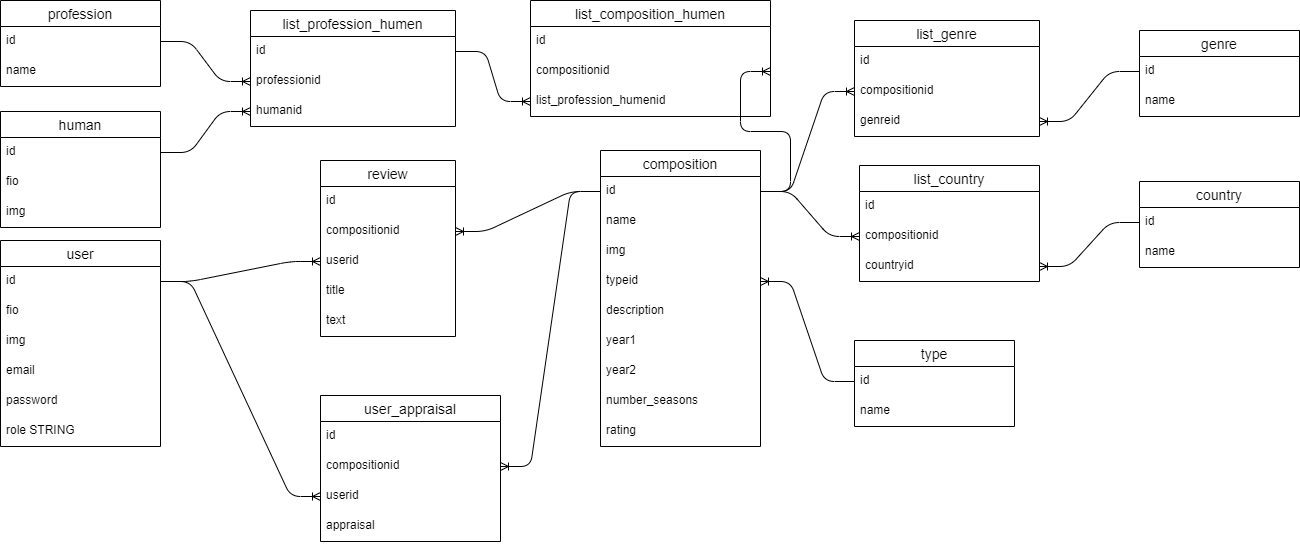 profession
id
name
human
id
fio
img
user
id
fio
img
email
password
role STRING
list_profession_humen
id
professionid
humanid
review
id
compositionid
userid
title
text
user_appraisal
id
compositionid
userid
appraisal
list_composition_humen
id
compositionid
list_profession_humenid
composition
id
name
img
typeid
description
year1
year2
number_seasons
rating
list_genre
id
compositionid
genreid
list_country
id
compositionid
countryid
type
id
name
genre
id
name
country
id
name